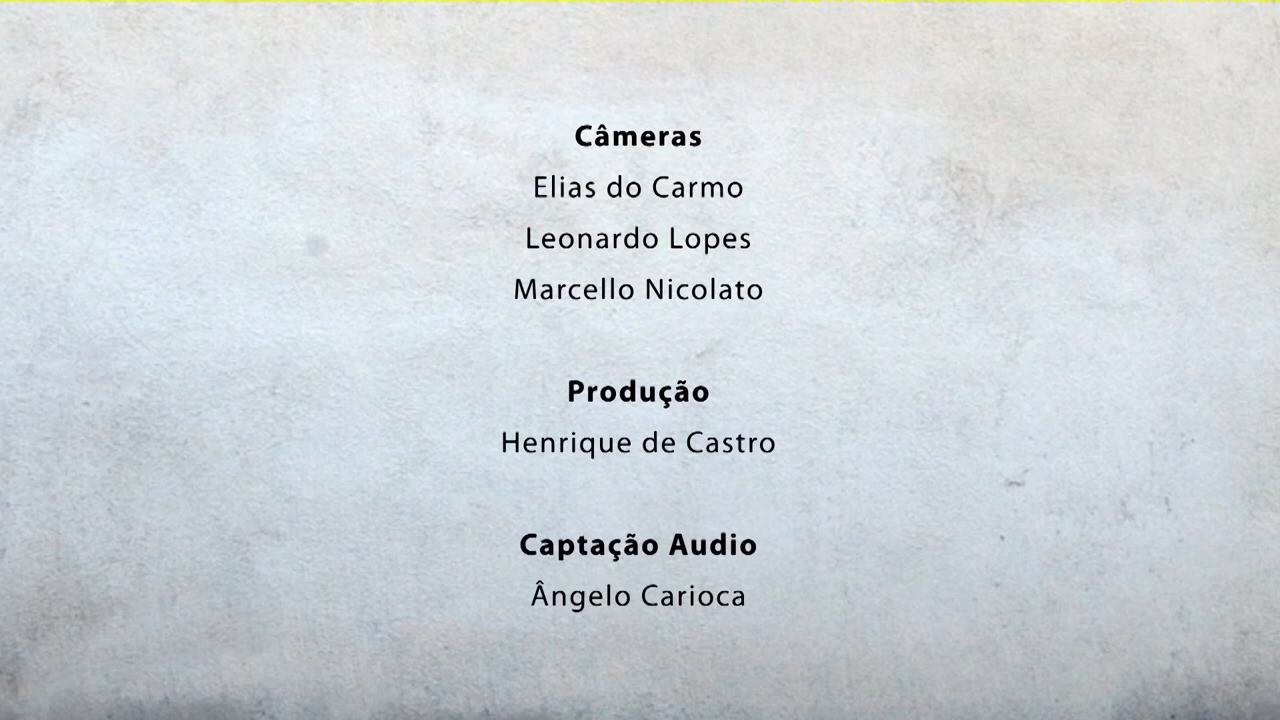 Câmeras
Elias do Carmo
Leonardo Lopes
Marcello Nicolato
Produção
Henrique de Castro
Captação Audio
Ângelo Carioca